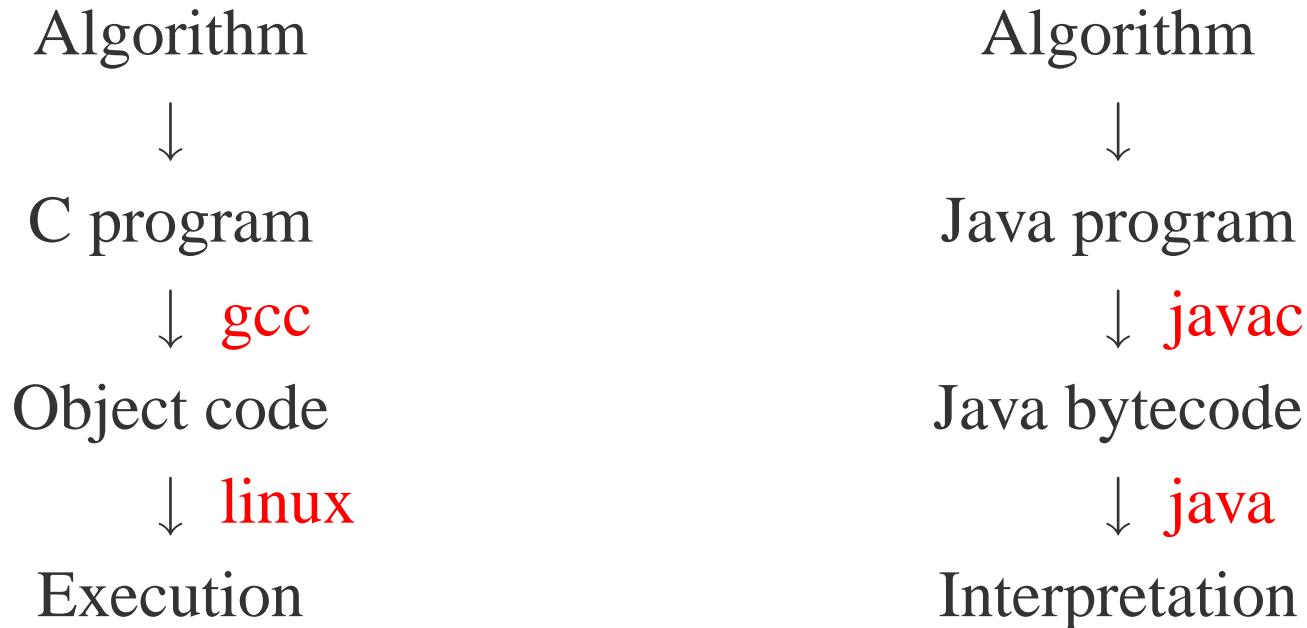 Algorithm
↓
C program
↓ gcc
Object code
↓ linux
Execution
Algorithm
↓
Java program
↓ javac
Java bytecode
↓ java
Interpretation